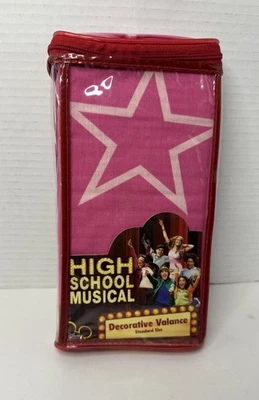 HIGH
SCHOOL
MUSICAL
Decorative Valance
Standard Size